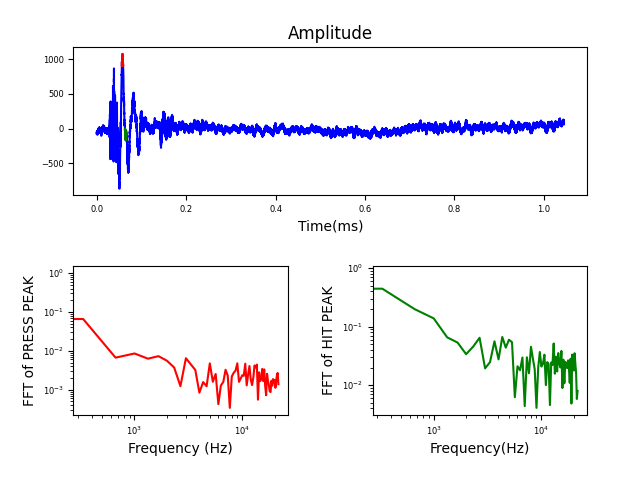 Amplitude
1000
500
0
−500
0.0 0.2 0.4 0.6 0.8 1.0
Time(ms)
FFT of PRESS PEAK
10⁰
10⁻¹
10⁻²
10⁻³
10³ 10⁴
Frequency (Hz)
FFT of HIT PEAK
10⁰
10⁻¹
10⁻²
10³ 10⁴
Frequency(Hz)